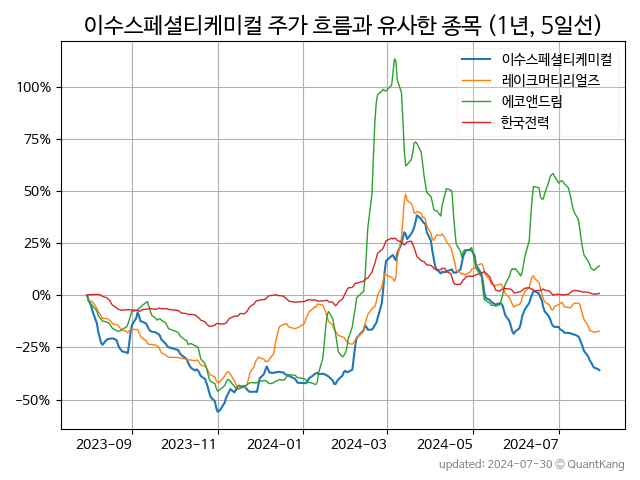 이수스페셜티케미컬 주가 흐름과 유사한 종목 (1년, 5일선)
이수스페셜티케미컬
레이크머티리얼즈
에코앤드림
한국전력
100%
75%
50%
25%
0%
−25%
−50%
2023-09
2023-11
2024-01
2024-03
2024-05
2024-07
updated: 2024-07-30 © QuantKang